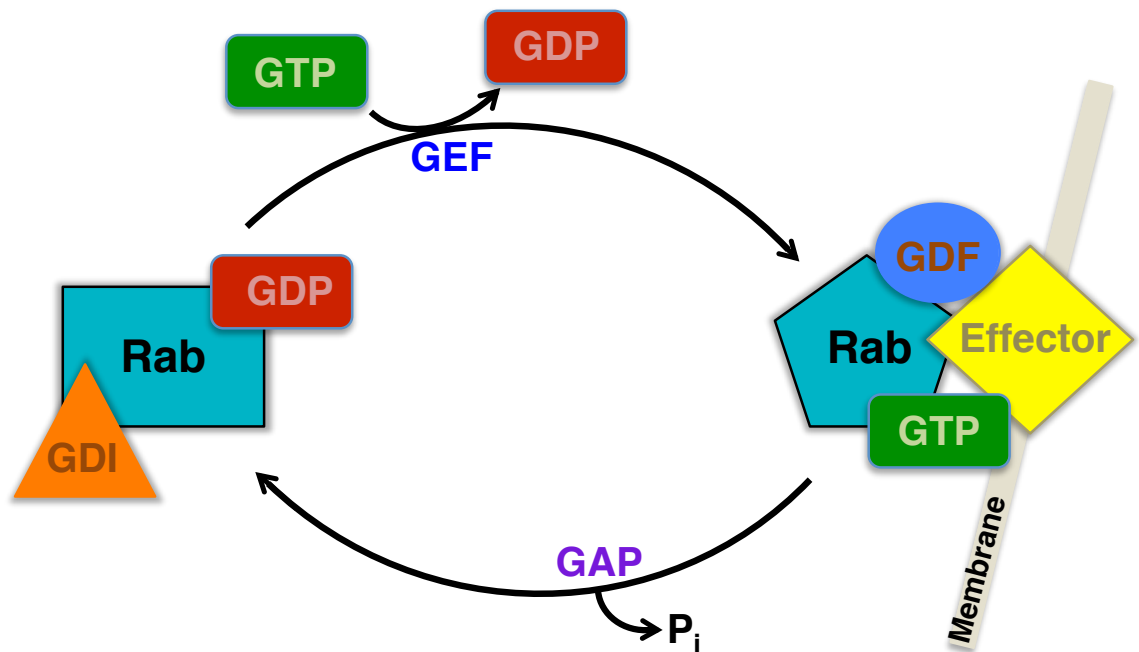 GTP
GDP
GEF
GDP
Rab
GDI
GDF
Rab
Effector
GTP
Membrane
GAP
Pi